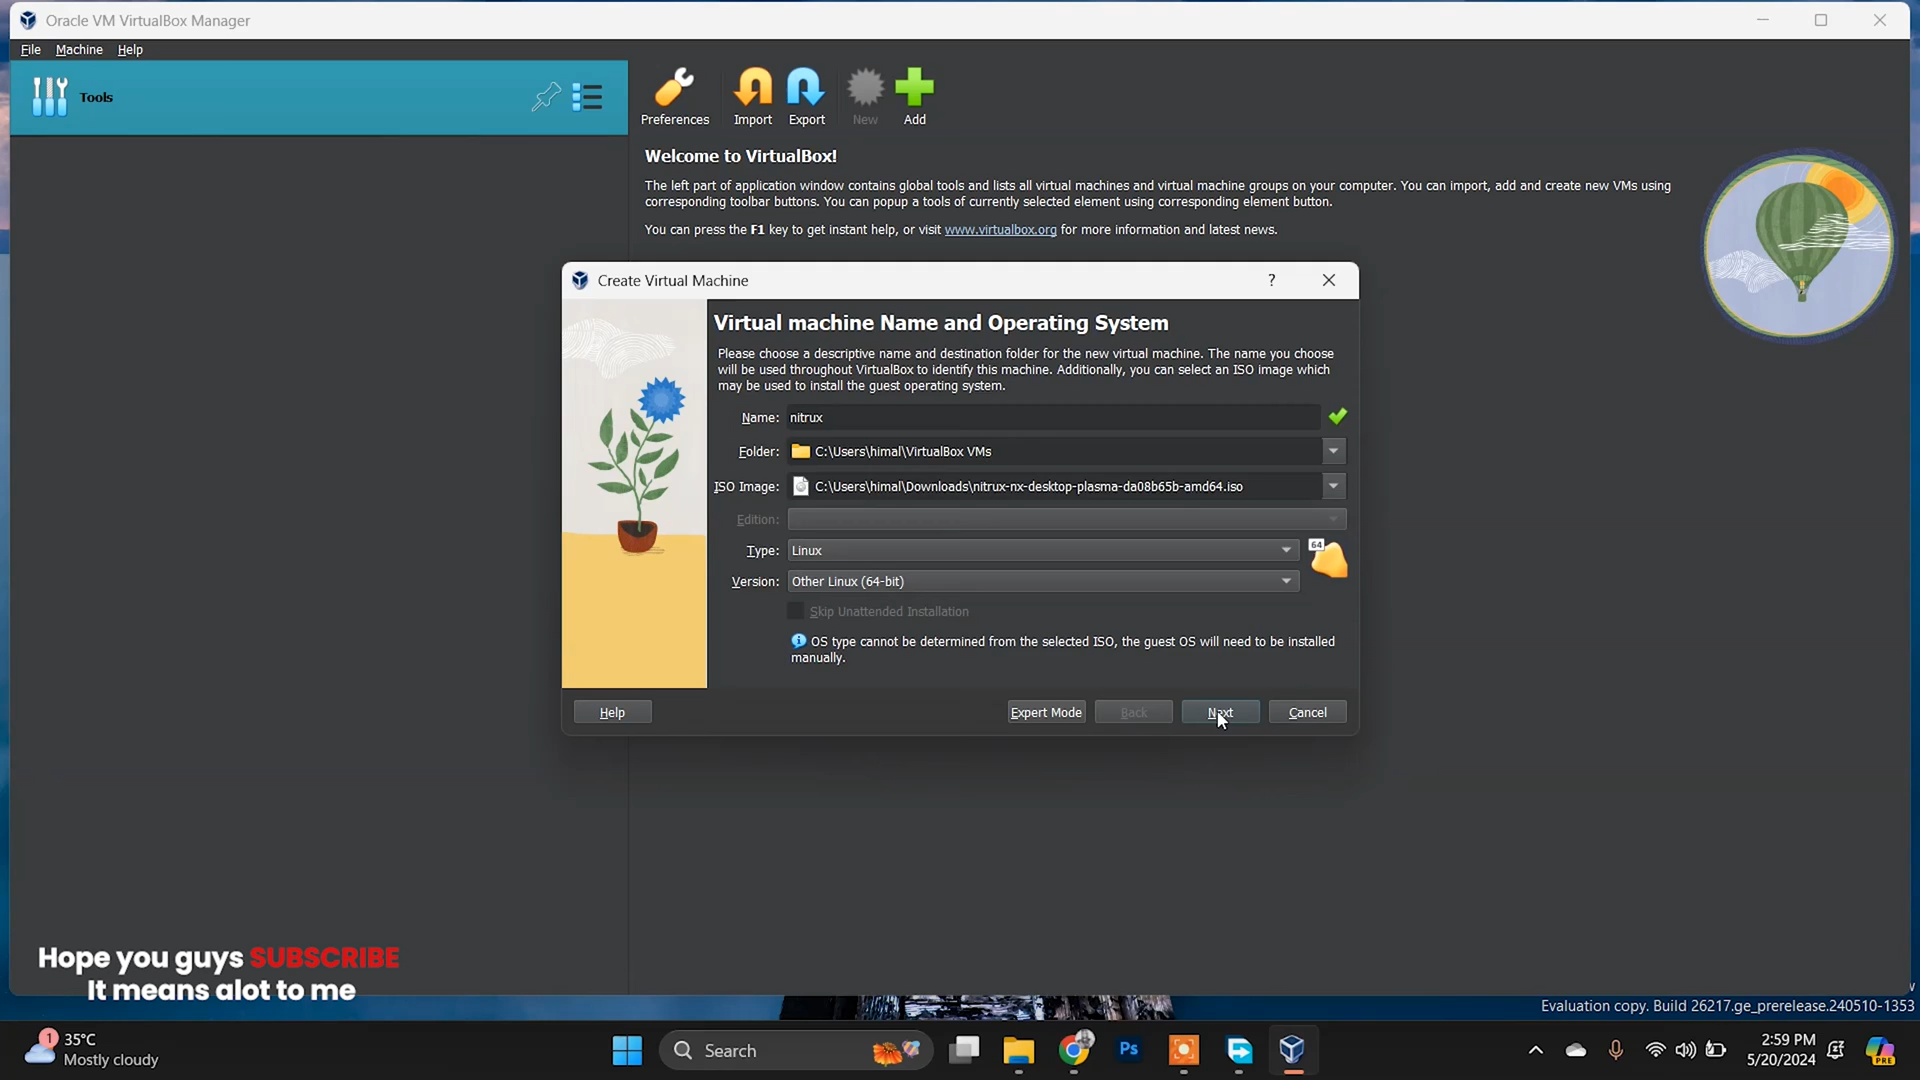 Oracle VM VirtualBox Manager
File Machine Help
Tools
Preferences Import Export New Add
Welcome to VirtualBox!
The left part of application window contains global tools and lists all virtual machines and virtual machine groups on your computer. You can import, add and create new VMs using
corresponding toolbar buttons. You can popup a tools of currently selected element using corresponding element button.
You can press the F1 key to get instant help, or visit www.virtualbox.org for more information and latest news.
Create Virtual Machine
?
Virtual machine Name and Operating System
Please choose a descriptive name and destination folder for the new virtual machine. The name you choose
will be used throughout VirtualBox to identify this machine. Additionally, you can select an ISO image which
may be used to install the guest operating system.
Name: nitrux
Folder: C:\Users\himal\VirtualBox VMs
ISO Image: C:\Users\himal\Downloads\nitrux-nx-desktop-plasma-da08b65b-amd64.iso
Edition:
Type: Linux
64
Version: Other Linux (64-bit)
Skip Unattended Installation
OS type cannot be determined from the selected ISO, the guest OS will need to be installed
manually.
Help Expert Mode Back Next Cancel
Hope you guys SUBSCRIBE
It means alot to me
Evaluation copy. Build 26217.ge_prerelease.240510-1353
1 35°C
Mostly cloudy
Search
Ps
2:59 PM
5/20/2024
PRE